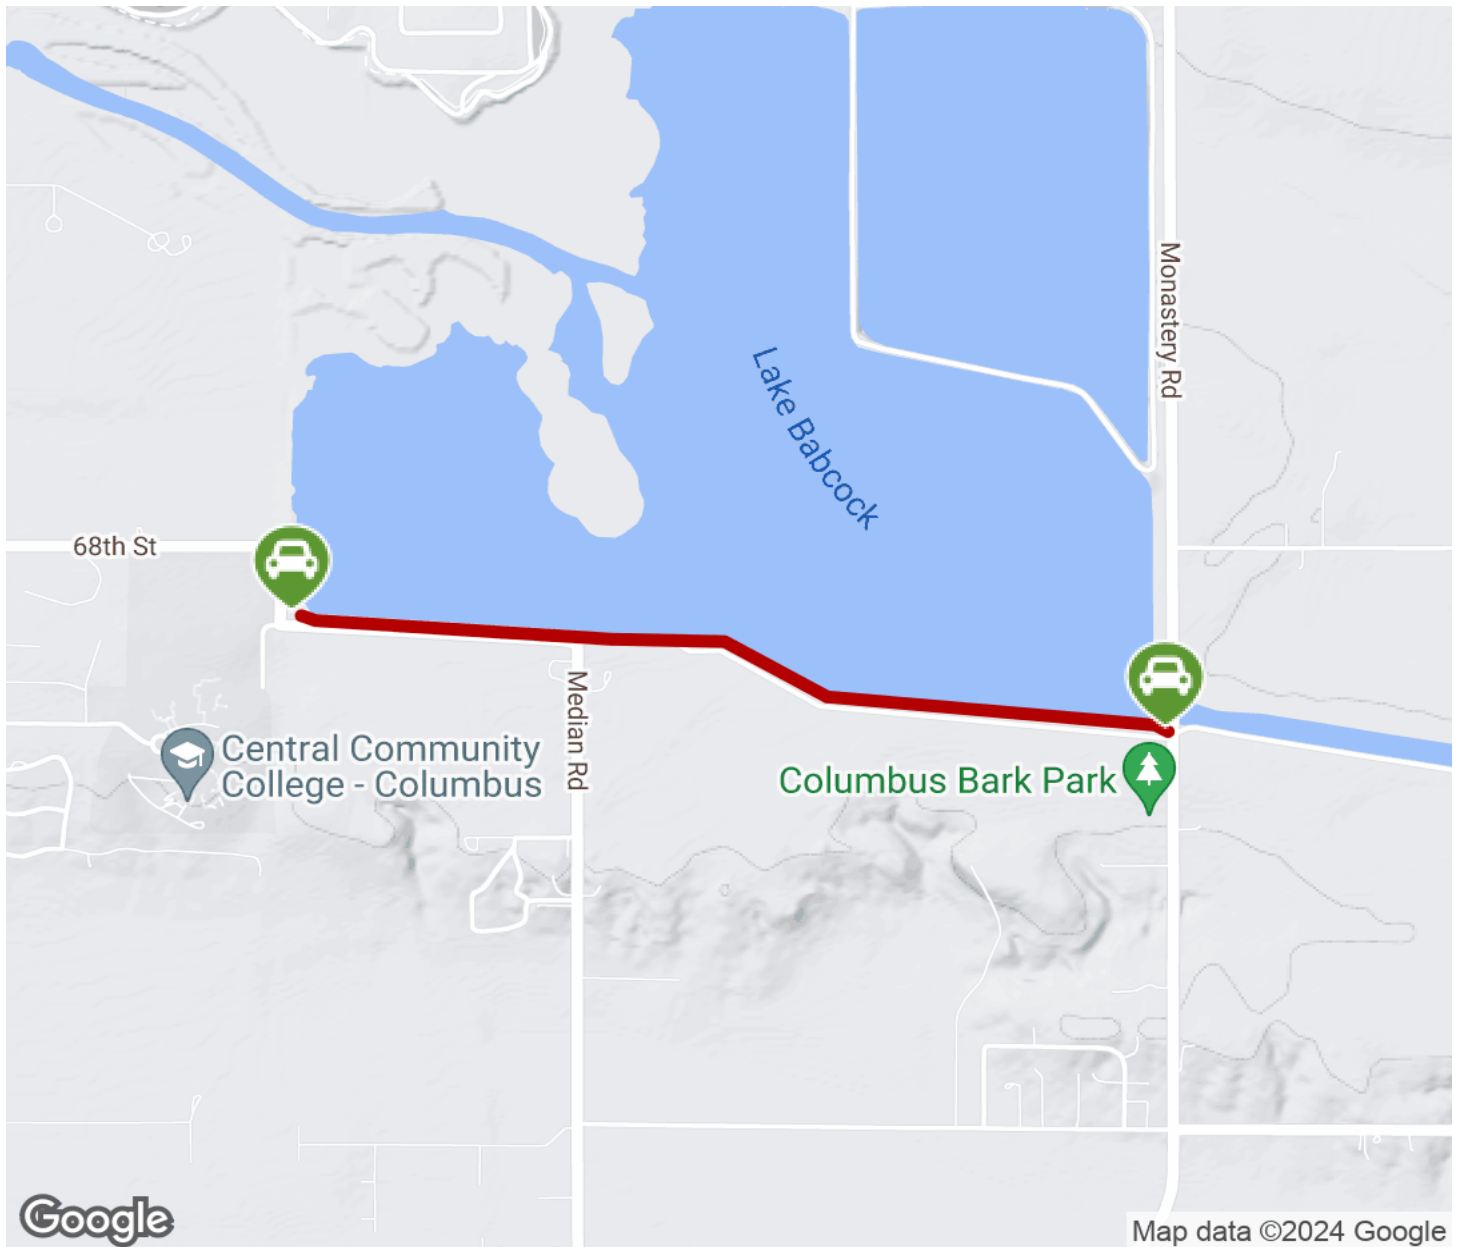 Monastery Rd
Lake Babcock
68th St
Median Rd
Central Community
College - Columbus
Columbus Bark Park
Google
Map data ©2024 Google